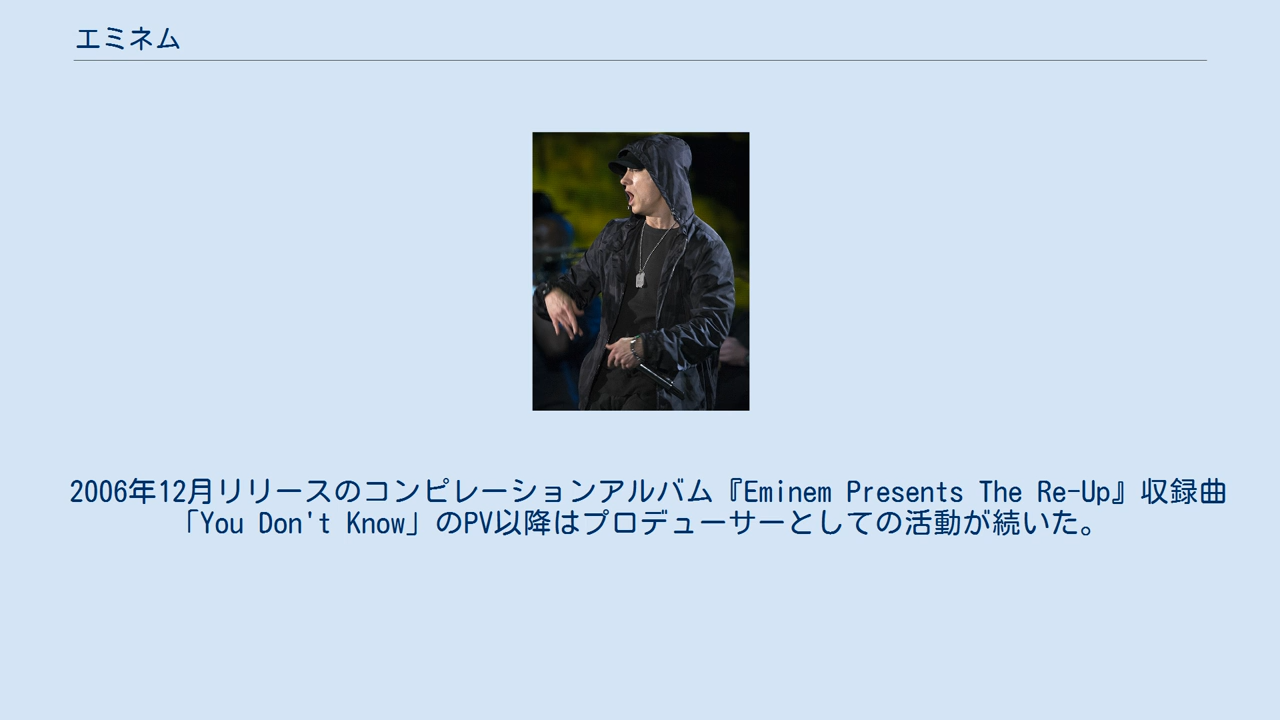 エミネム
2006年12月リリースのコンピレーションアルバム『Eminem Presents The Re-Up』収録曲
「You Don't Know」のPV以降はプロデューサーとしての活動が続いた。